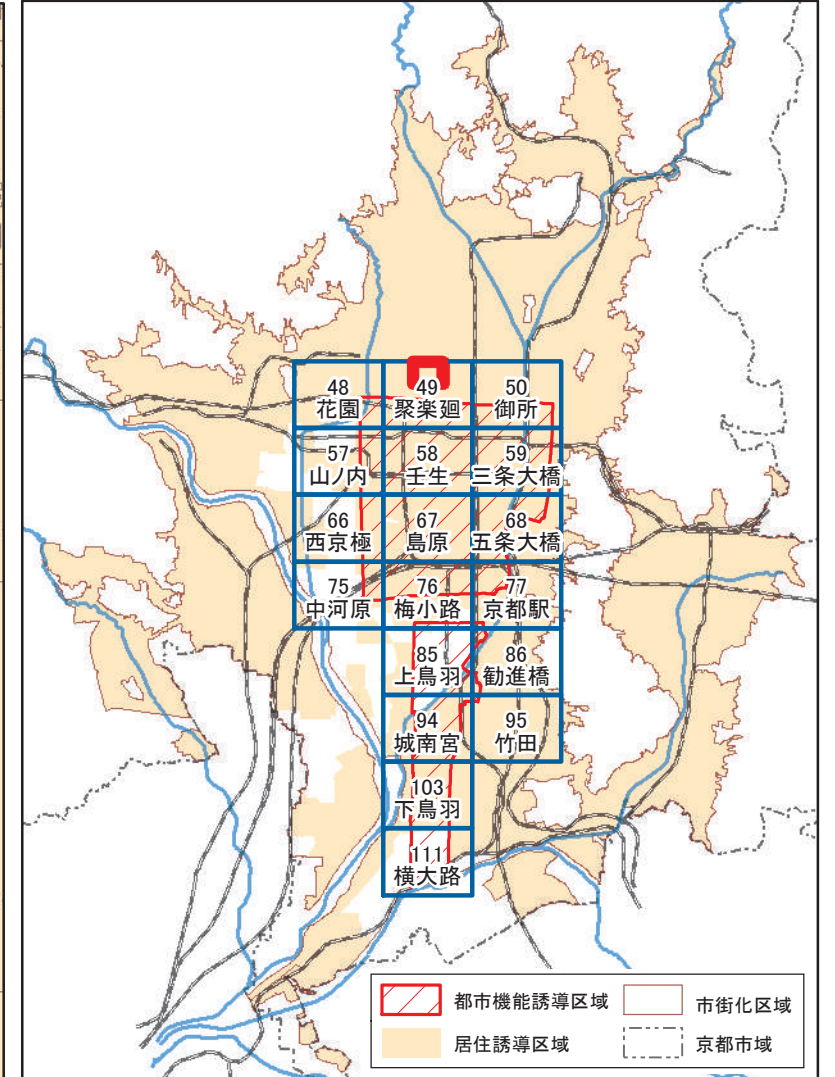 48
花園
49
聚楽廻
50
御所
57
山ノ内
58
壬生
59
三条大橋
66
西京極
67
島原
68
五条大橋
75
中河原
76
梅小路
77
京都駅
85
上鳥羽
86
勧進橋
94
城南宮
95
竹田
103
下鳥羽
111
横大路
都市機能誘導区域
市街化区域
居住誘導区域
京都市域